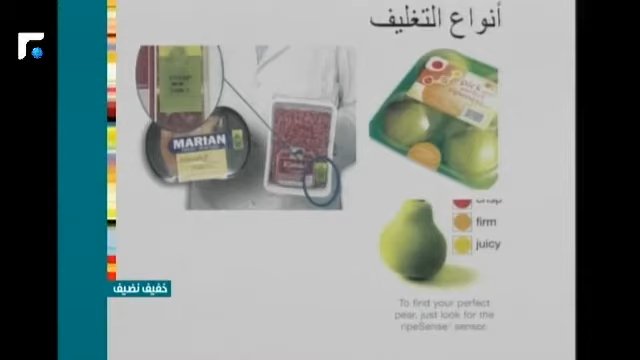 أنواع التغليف
MARIAN
crisp
firm
juicy
خفيف نضيف
To find your perfect
pear, just look for the
ripeSense sensor.